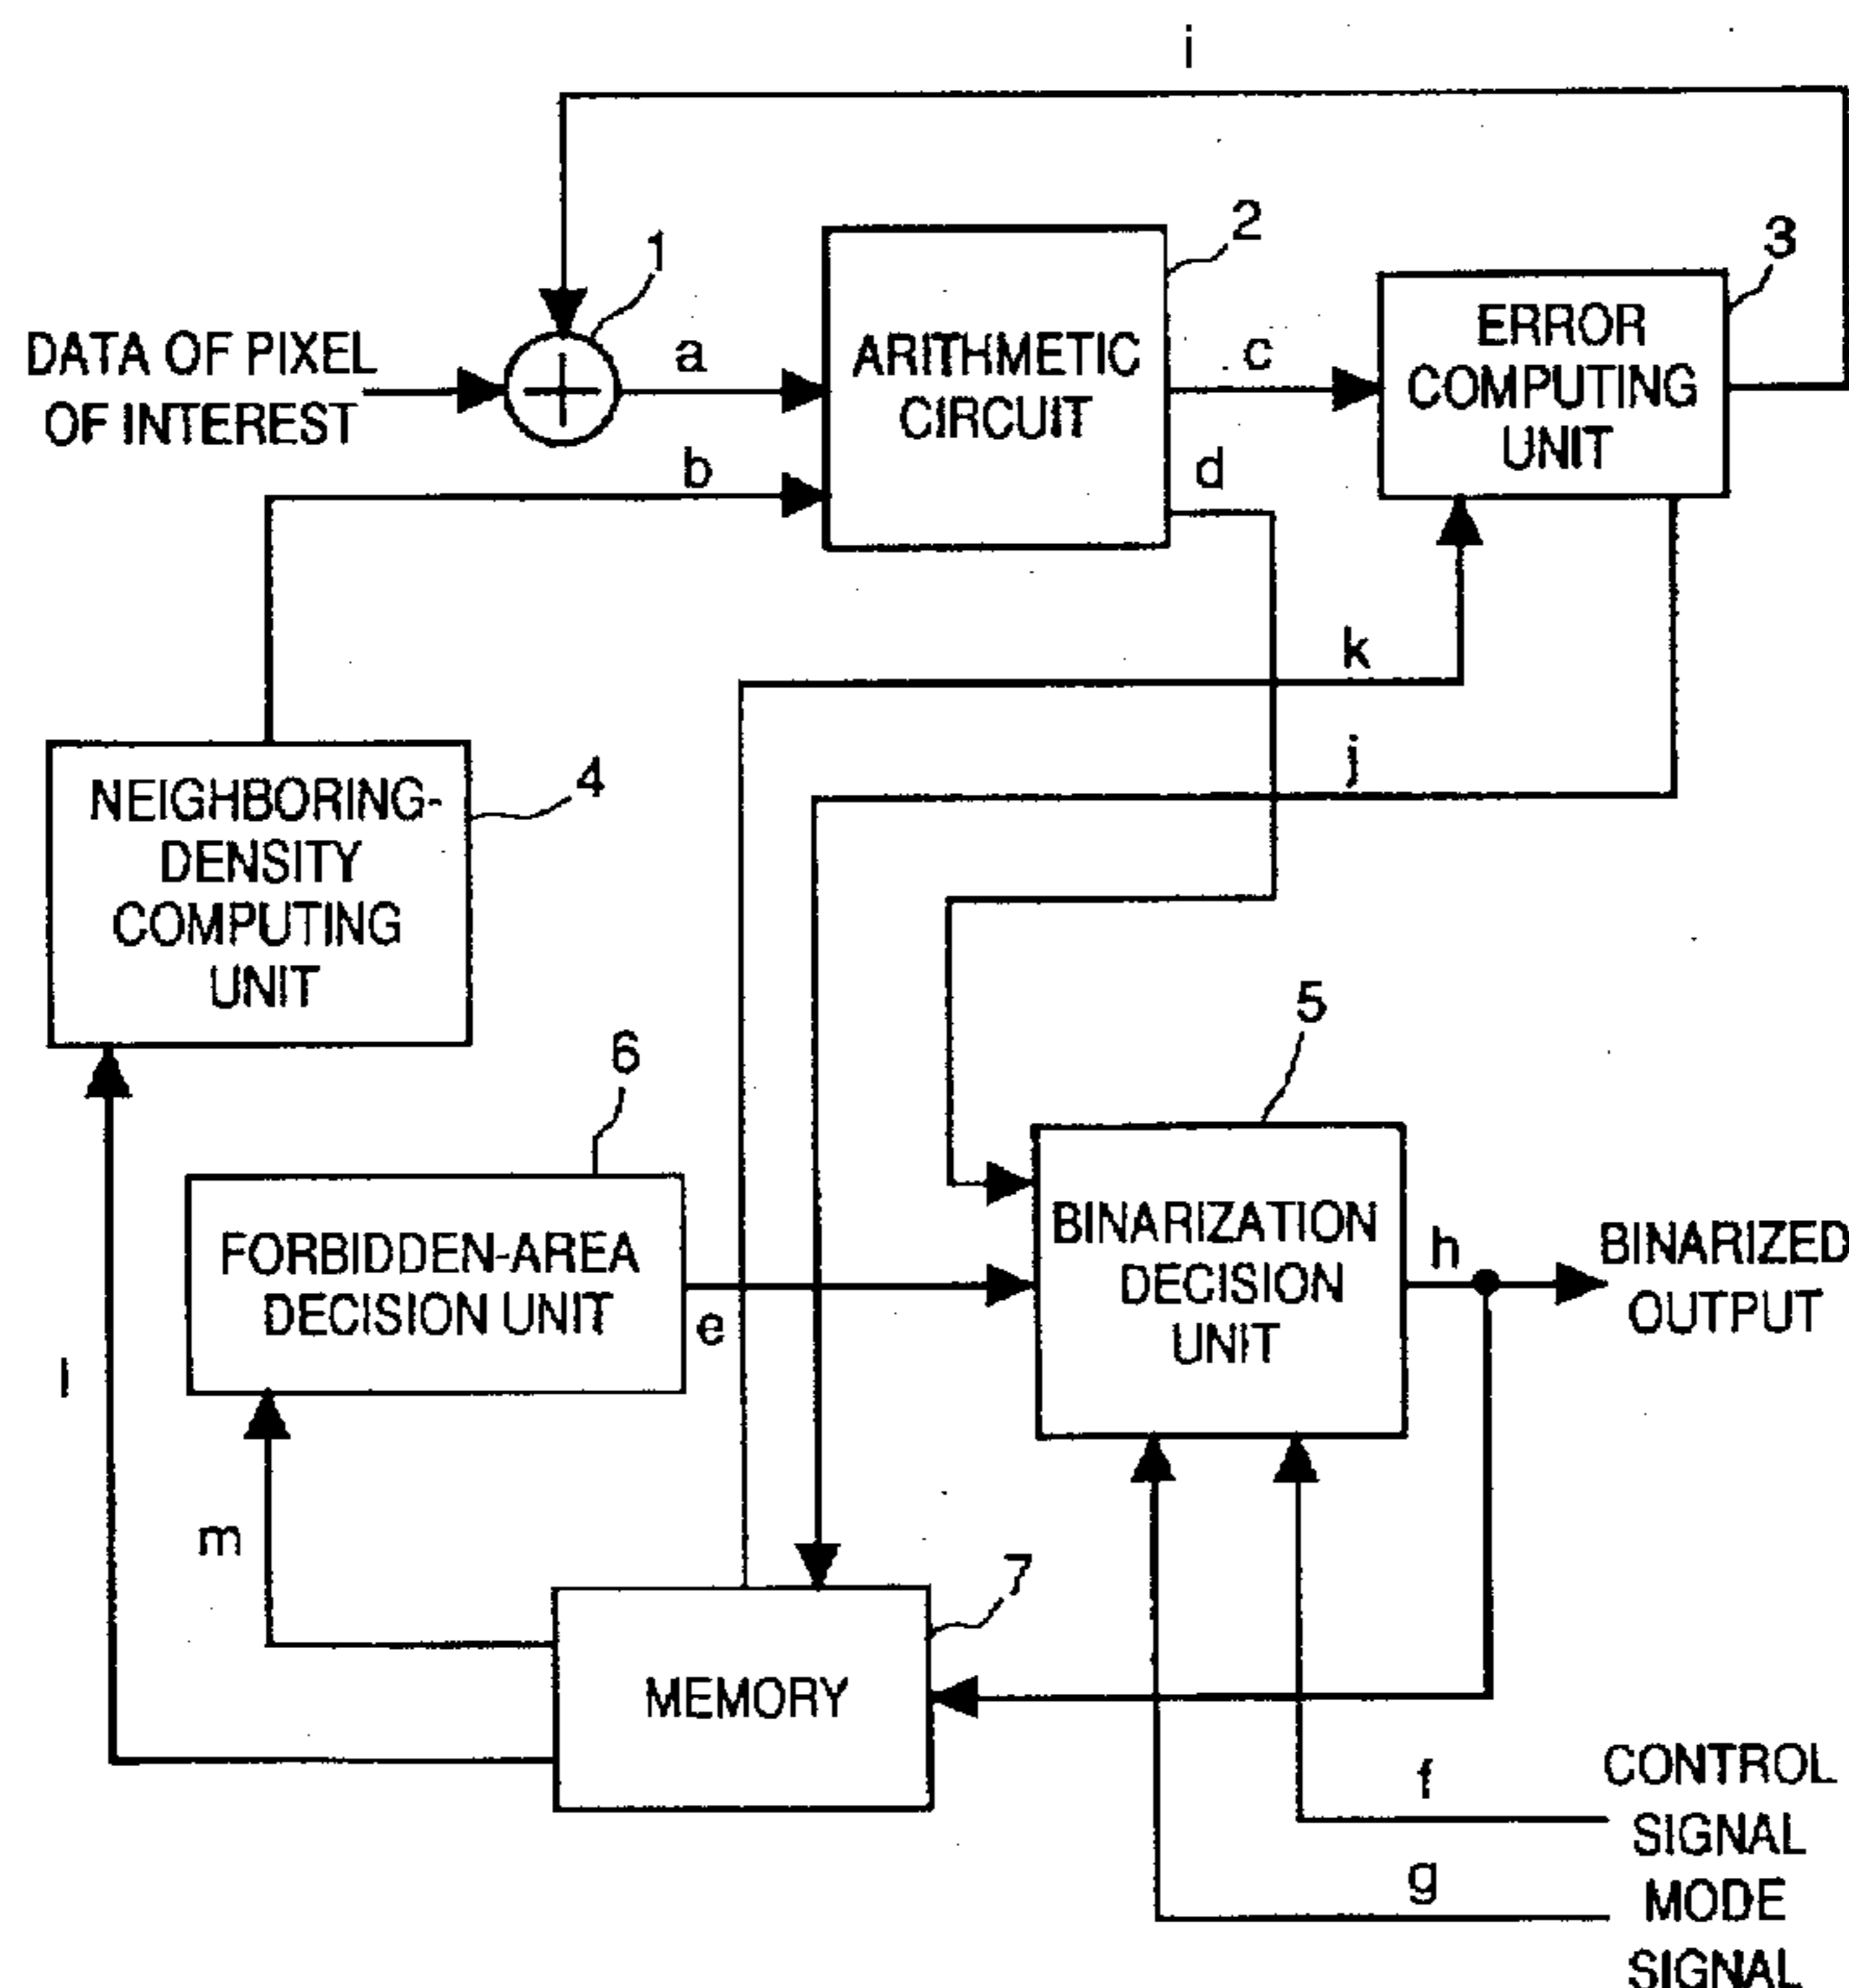 i
1
2
3
DATA OF PIXEL
OF INTEREST
a
b
ARITHMETIC
CIRCUIT
c
d
ERROR
COMPUTING
UNIT
k
j
NEIGHBORING-
DENSITY
COMPUTING
UNIT
4
5
6
FORBIDDEN-AREA
DECISION UNIT
e
BINARIZATION
DECISION
UNIT
h
BINARIZED
OUTPUT
l
m
7
MEMORY
f
CONTROL
SIGNAL
g
MODE
SIGNAL